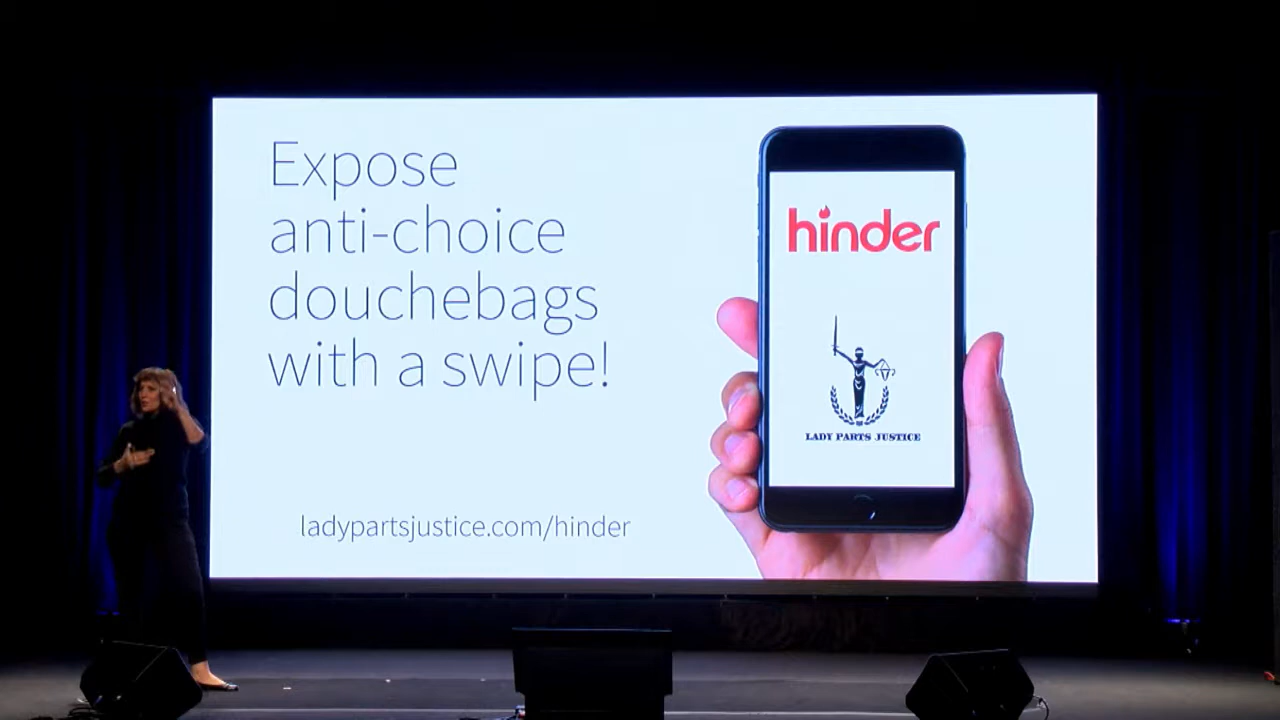 Expose
anti-choice
douchebags
with a swipe!
ladypartsjustice.com/hinder
hinder
LADY PARTS JUSTICE